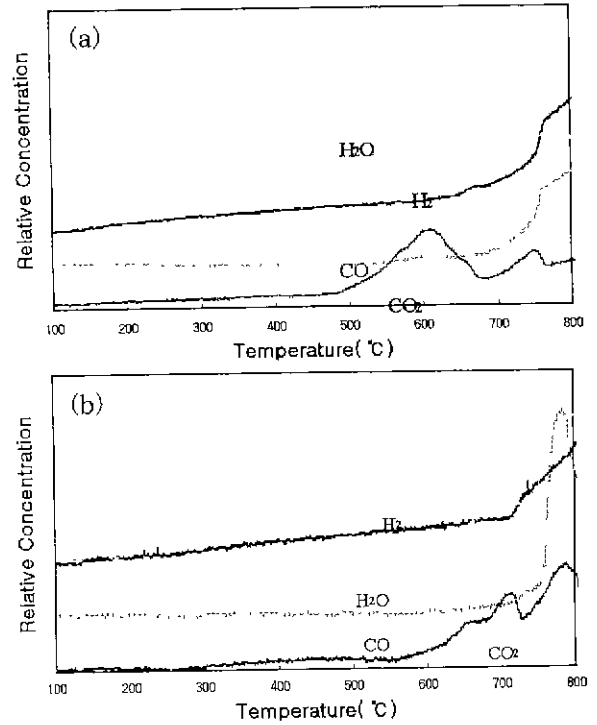 (a)
Relative Concentration
H2O
H2
CO
CO2
100 200 300 400 500 600 700 800
Temperature(℃)
(b)
Relative Concentration
H2
H2O
CO
CO2
100 200 300 400 500 600 700 800
Temperature(℃)